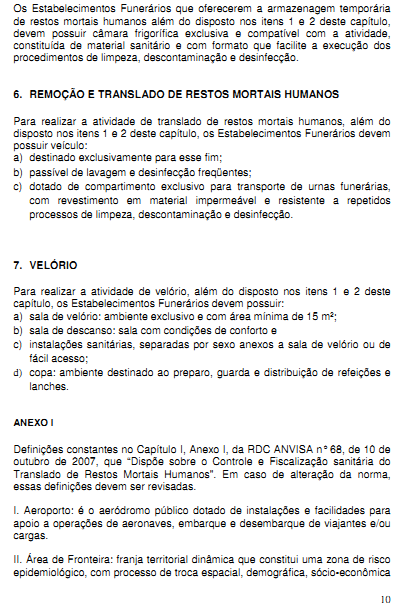 Os Estabelecimentos Funerários que oferecerem a armazenagem temporária
de restos mortais humanos além do disposto nos itens 1 e 2 deste capítulo,
devem possuir câmara frigorífica exclusiva e compatível com a atividade,
constituída de material sanitário e com formato que facilite a execução dos
procedimentos de limpeza, descontaminação e desinfecção.
6. REMOÇÃO E TRANSLADO DE RESTOS MORTAIS HUMANOS
Para realizar a atividade de translado de restos mortais humanos, além do
disposto nos itens 1 e 2 deste capítulo, os Estabelecimentos Funerários devem
possuir veículo:
a) destinado exclusivamente para esse fim;
b) passível de lavagem e desinfecção freqüentes;
c) dotado de compartimento exclusivo para transporte de urnas funerárias,
com revestimento em material impermeável e resistente a repetidos
processos de limpeza, descontaminação e desinfecção.
7. VELÓRIO
Para realizar a atividade de velório, além do disposto nos itens 1 e 2 deste
capítulo, os Estabelecimentos Funerários devem possuir:
a) sala de velório: ambiente exclusivo e com área mínima de 15 m²;
b) sala de descanso: sala com condições de conforto e
c) instalações sanitárias, separadas por sexo anexos a sala de velório ou de
fácil acesso;
d) copa: ambiente destinado ao preparo, guarda e distribuição de refeições e
lanches.
ANEXO I
Definições constantes no Capítulo I, Anexo I, da RDC ANVISA n° 68, de 10 de
outubro de 2007, que “Dispõe sobre o Controle e Fiscalização sanitária do
Translado de Restos Mortais Humanos”. Em caso de alteração da norma,
essas definições devem ser revisadas.
I. Aeroporto: é o aeródromo público dotado de instalações e facilidades para
apoio a operações de aeronaves, embarque e desembarque de viajantes e/ou
cargas.
II. Área de Fronteira: franja territorial dinâmica que constitui uma zona de risco
epidemiológico, com processo de troca espacial, demográfica, sócio-econômica
10